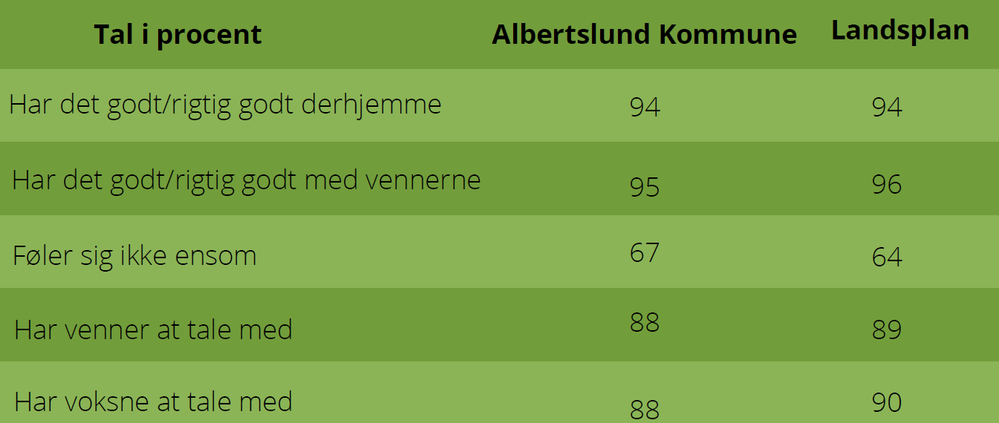 Tal i procent Albertslund Kommune Landsplan
Har det godt/rigtig godt derhjemme 94 94
Har det godt/rigtig godt med vennerne 95 96
Føler sig ikke ensom 67 64
Har venner at tale med 88 89
Har voksne at tale med 88 90